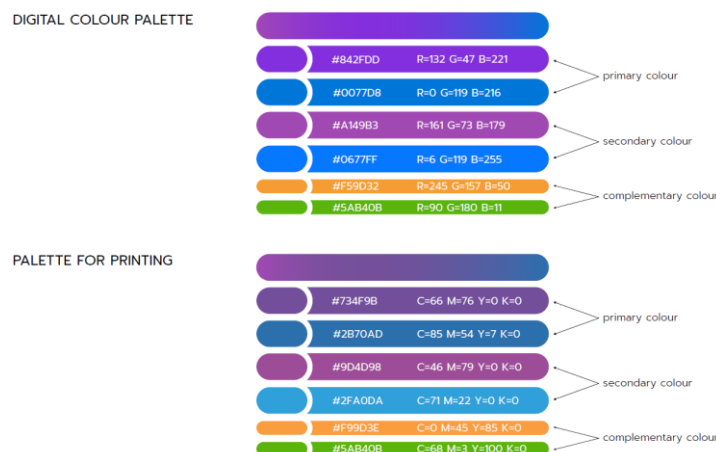 DIGITAL COLOUR PALETTE
#842FDD R=132 G=47 B=221
#0077D8 R=0 G=119 B=216
primary colour
#A149B3 R=161 G=73 B=179
#0677FF R=6 G=119 B=255
secondary colour
#F59D32 R=245 G=157 B=50
#5AB40B R=90 G=180 B=11
complementary colour
PALETTE FOR PRINTING
#734F9B C=66 M=76 Y=0 K=0
#2B70AD C=85 M=54 Y=7 K=0
primary colour
#9D4D98 C=46 M=79 Y=0 K=0
#2FA0DA C=71 M=22 Y=0 K=0
secondary colour
#F99D3E C=0 M=45 Y=85 K=0
#5AB40B C=68 M=3 Y=100 K=0
complementary colour